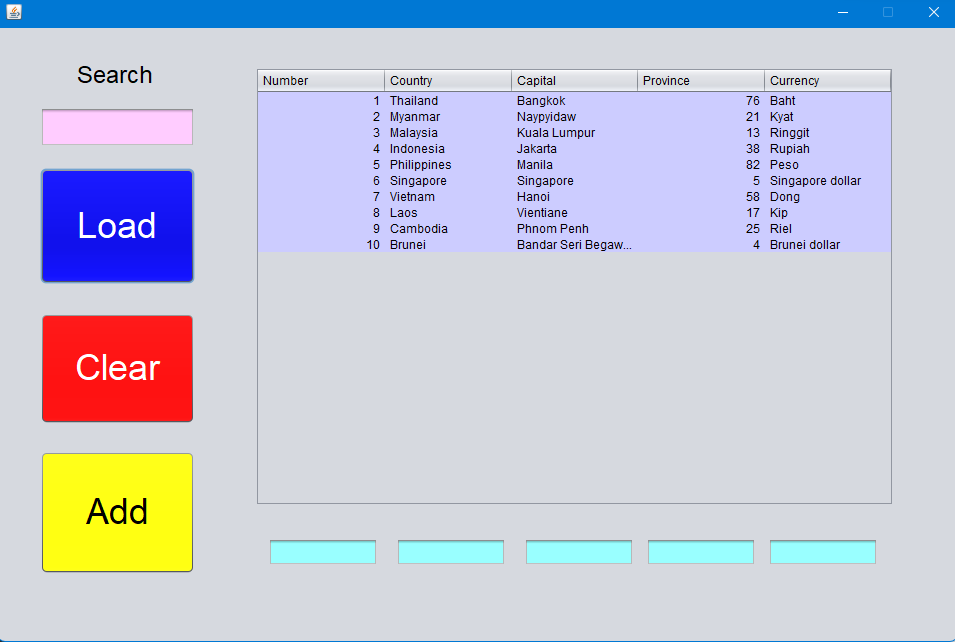 Search
Load
Clear
Add
Number Country Capital Province Currency
1 Thailand Bangkok 76 Baht
2 Myanmar Naypyidaw 21 Kyat
3 Malaysia Kuala Lumpur 13 Ringgit
4 Indonesia Jakarta 38 Rupiah
5 Philippines Manila 82 Peso
6 Singapore Singapore 5 Singapore dollar
7 Vietnam Hanoi 58 Dong
8 Laos Vientiane 17 Kip
9 Cambodia Phnom Penh 25 Riel
10 Brunei Bandar Seri Begaw... 4 Brunei dollar